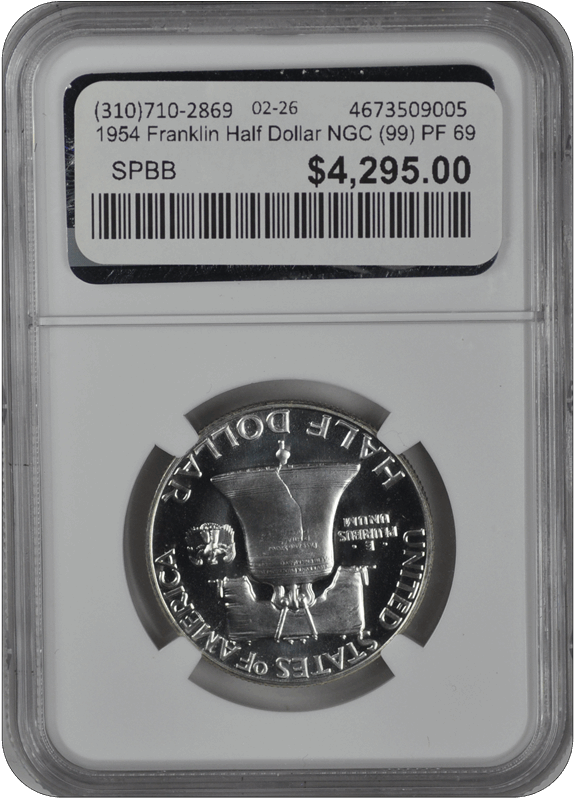 (310)710-2869 02-26 4673509005
1954 Franklin Half Dollar NGC (99) PF 69
SPBB $4,295.00
UNITED STATES OF AMERICA
E
PLURIBUS
UNUM
HALF DOLLAR